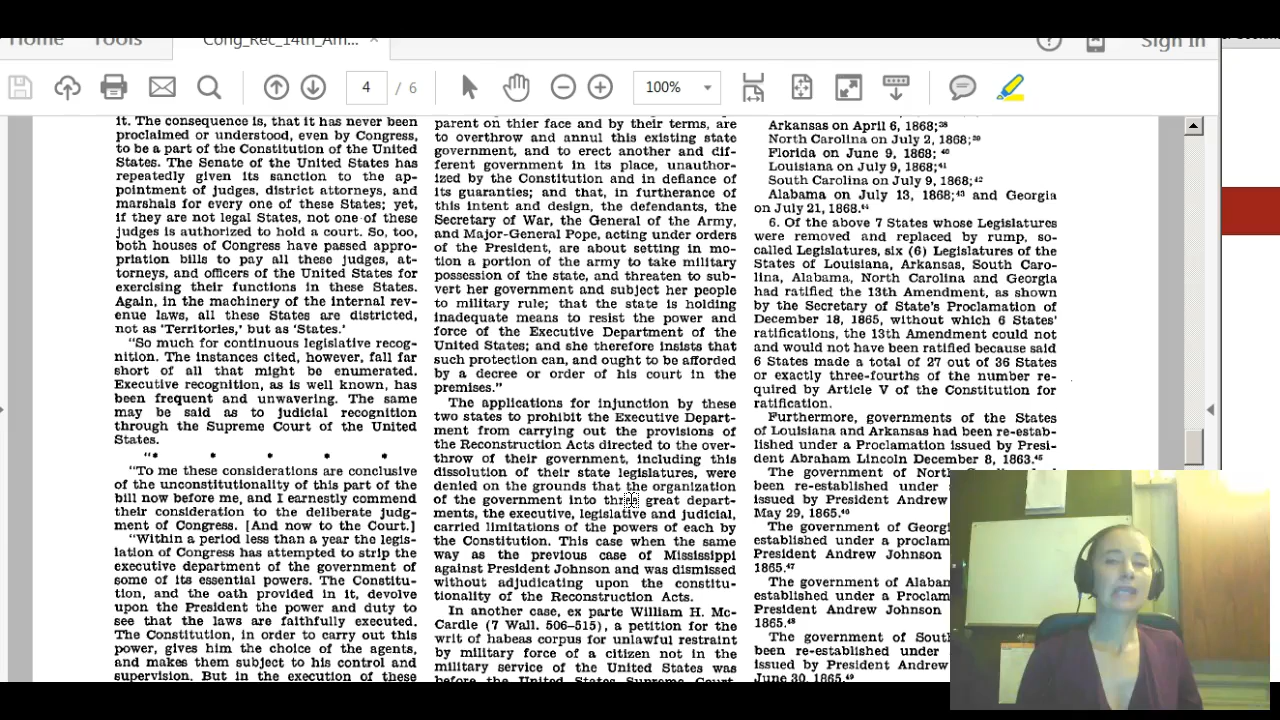 Home
Tools
Cong_Rec_14th_Am...
Sign In
4 / 6
100%
it. The consequence is, that it has never been
proclaimed or understood, even by Congress,
to be a part of the Constitution of the United
States. The Senate of the United States has
repeatedly given its sanction to the ap-
pointment of judges, district attorneys, and
marshals for every one of these States; yet,
if they are not legal States, not one of these
judges is authorized to hold a court. So, too,
both houses of Congress have passed appro-
priation bills to pay all these judges, at-
torneys, and officers of the United States for
exercising their functions in these States.
Again, in the machinery of the internal rev-
enue laws, all these States are districted,
not as 'Territories,' but as 'States.'
"So much for continuous legislative recog-
nition. The instances cited, however, fall far
short of all that might be enumerated.
Executive recognition, as is well known, has
been frequent and unwavering. The same
may be said as to judicial recognition
through the Supreme Court of the United
States.
"* * * * *
"To me these considerations are conclusive
of the unconstitutionality of this part of the
bill now before me, and I earnestly commend
their consideration to the deliberate judg-
ment of Congress. [And now to the Court.]
"Within a period less than a year the legis-
lation of Congress has attempted to strip the
executive department of the government of
some of its essential powers. The Constitu-
tion, and the oath provided in it, devolve
upon the President the power and duty to
see that the laws are faithfully executed.
The Constitution, in order to carry out this
power, gives him the choice of the agents,
and makes them subject to his control and
supervision. But in the execution of these
parent on thier face and by their terms, are
to overthrow and annul this existing state
government, and to erect another and dif-
ferent government in its place, unauthor-
ized by the Constitution and in defiance of
its guaranties; and that, in furtherance of
this intent and design, the defendants, the
Secretary of War, the General of the Army,
and Major-General Pope, acting under orders
of the President, are about setting in mo-
tion a portion of the army to take military
possession of the state, and threaten to sub-
vert her government and subject her people
to military rule; that the state is holding
inadequate means to resist the power and
force of the Executive Department of the
United States; and she therefore insists that
such protection can, and ought to be afforded
by a decree or order of his court in the
premises."
The applications for injunction by these
two states to prohibit the Executive Depart-
ment from carrying out the provisions of
the Reconstruction Acts directed to the over-
throw of their government, including this
dissolution of their state legislatures, were
denied on the grounds that the organization
of the government into three great depart-
ments, the executive, legislative and judicial,
carried limitations of the powers of each by
the Constitution. This case when the same
way as the previous case of Mississippi
against President Johnson and was dismissed
without adjudicating upon the constitu-
tionality of the Reconstruction Acts.
In another case, ex parte William H. Mc-
Cardle (7 Wall. 506–515), a petition for the
writ of habeas corpus for unlawful restraint
by military force of a citizen not in the
military service of the United States was
before the United States Supreme Court.
Arkansas on April 6, 1868;³⁸
North Carolina on July 2, 1868;³⁹
Florida on June 9, 1868; ⁴⁰
Louisiana on July 9, 1868;⁴¹
South Carolina on July 9, 1868;⁴²
Alabama on July 13, 1868;⁴³ and Georgia
on July 21, 1868.⁴⁴
6. Of the above 7 States whose Legislatures
were removed and replaced by rump, so-
called Legislatures, six (6) Legislatures of the
States of Louisiana, Arkansas, South Caro-
lina, Alabama, North Carolina and Georgia
had ratified the 13th Amendment, as shown
by the Secretary of State's Proclamation of
December 18, 1865, without which 6 States'
ratifications, the 13th Amendment could not
and would not have been ratified because said
6 States made a total of 27 out of 36 States
or exactly three-fourths of the number re-
quired by Article V of the Constitution for
ratification.
Furthermore, governments of the States
of Louisiana and Arkansas had been re-estab-
lished under a Proclamation issued by Presi-
dent Abraham Lincoln December 8, 1863.⁴⁵
The government of North
been re-established under
issued by President Andrew
May 29, 1865.⁴⁶
The government of Georgi
established under a proclam
President Andrew Johnson
1865.⁴⁷
The government of Alabam
established under a Proclam
President Andrew Johnson
1865.⁴⁸
The government of South
been re-established under
issued by President Andrew
June 30, 1865.⁴⁹